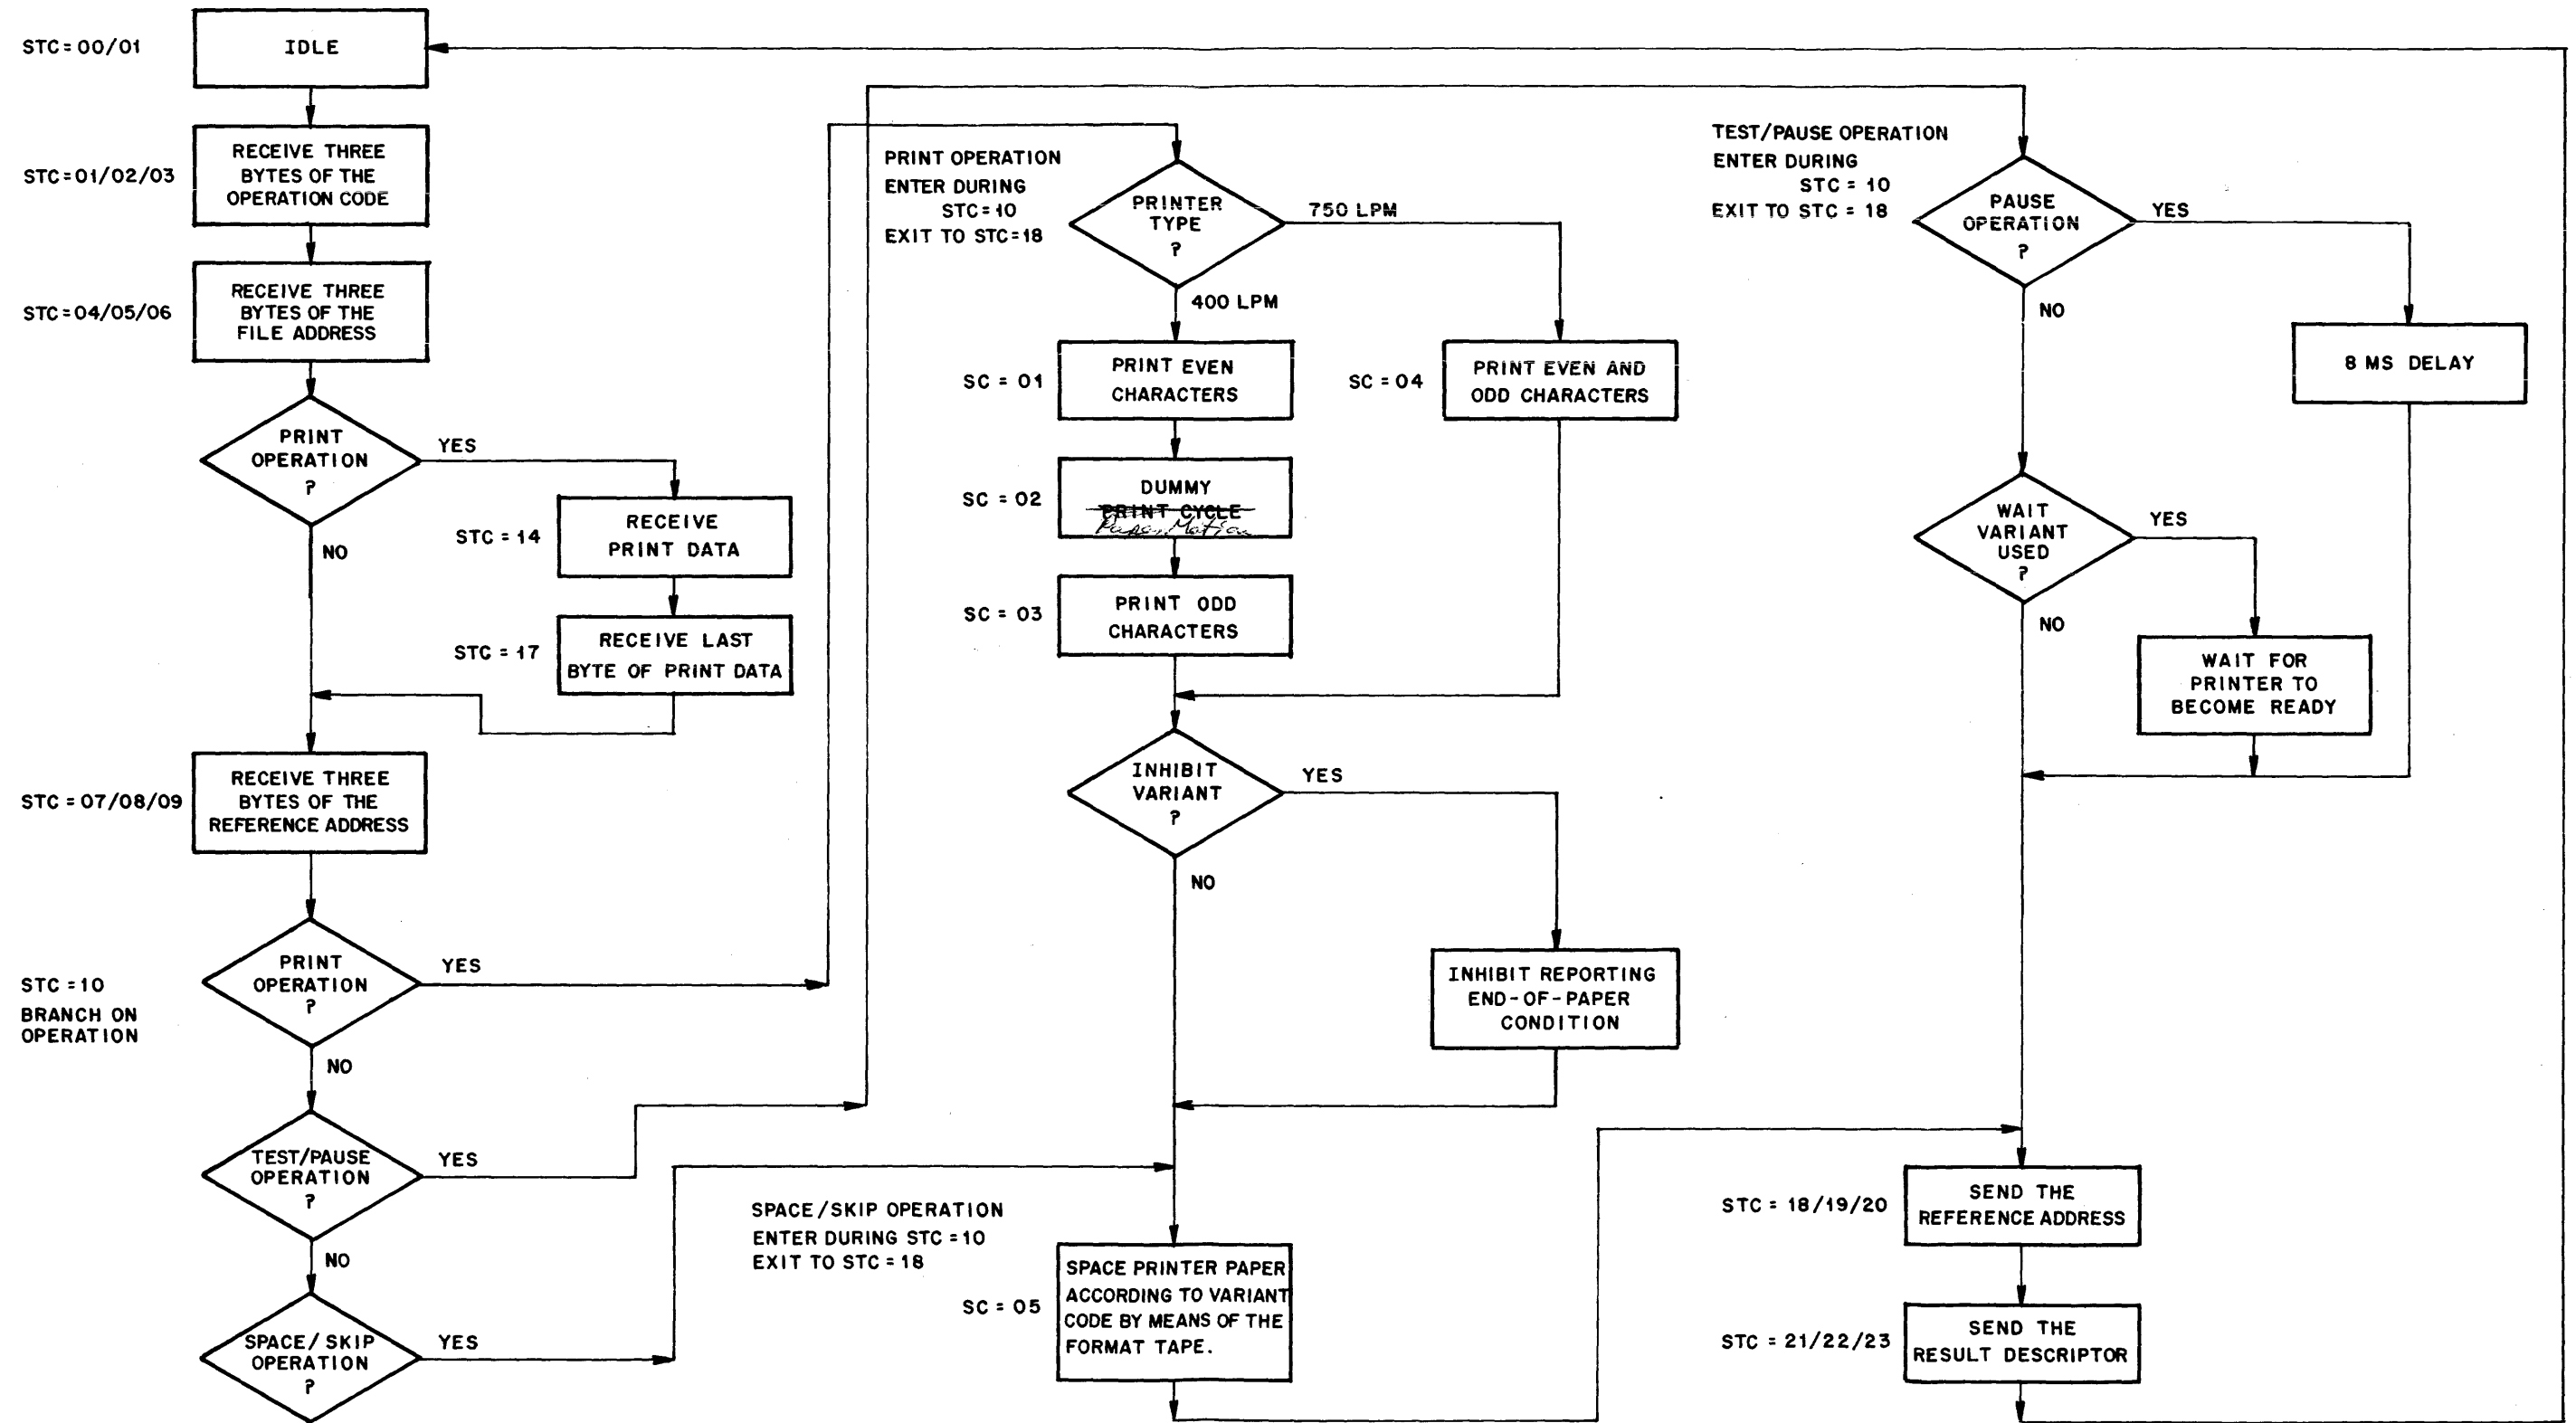 STC = 00/01
IDLE
STC = 01/02/03
RECEIVE THREE
BYTES OF THE
OPERATION CODE
STC = 04/05/06
RECEIVE THREE
BYTES OF THE
FILE ADDRESS
PRINT
OPERATION
?
YES
NO
STC = 14
RECEIVE
PRINT DATA
STC = 17
RECEIVE LAST
BYTE OF PRINT DATA
STC = 07/08/09
RECEIVE THREE
BYTES OF THE
REFERENCE ADDRESS
STC = 10
BRANCH ON
OPERATION
PRINT
OPERATION
?
YES
NO
TEST/PAUSE
OPERATION
?
YES
NO
SPACE/SKIP
OPERATION
?
YES
PRINT OPERATION
ENTER DURING
STC = 10
EXIT TO STC = 18
PRINTER
TYPE
?
750 LPM
400 LPM
SC = 01
PRINT EVEN
CHARACTERS
SC = 04
PRINT EVEN AND
ODD CHARACTERS
SC = 02
DUMMY
PRINT CYCLE
Paper Motion
SC = 03
PRINT ODD
CHARACTERS
INHIBIT
VARIANT
?
YES
NO
INHIBIT REPORTING
END-OF-PAPER
CONDITION
SPACE/SKIP OPERATION
ENTER DURING STC = 10
EXIT TO STC = 18
SC = 05
SPACE PRINTER PAPER
ACCORDING TO VARIANT
CODE BY MEANS OF THE
FORMAT TAPE.
TEST/PAUSE OPERATION
ENTER DURING
STC = 10
EXIT TO STC = 18
PAUSE
OPERATION
?
YES
NO
8 MS DELAY
WAIT
VARIANT
USED
?
YES
NO
WAIT FOR
PRINTER TO
BECOME READY
STC = 18/19/20
SEND THE
REFERENCE ADDRESS
STC = 21/22/23
SEND THE
RESULT DESCRIPTOR